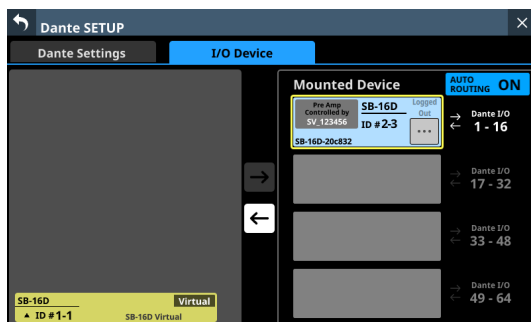 Dante SETUP
Dante Settings
I/O Device
Mounted Device
AUTO ROUTING ON
Pre Amp
Controlled by
SV_123456
SB-16D
ID # 2-3
Logged
Out
...
SB-16D-20c832
Dante I/O
1 - 16
Dante I/O
17 - 32
Dante I/O
33 - 48
Dante I/O
49 - 64
SB-16D
Virtual
ID # 1-1
SB-16D Virtual